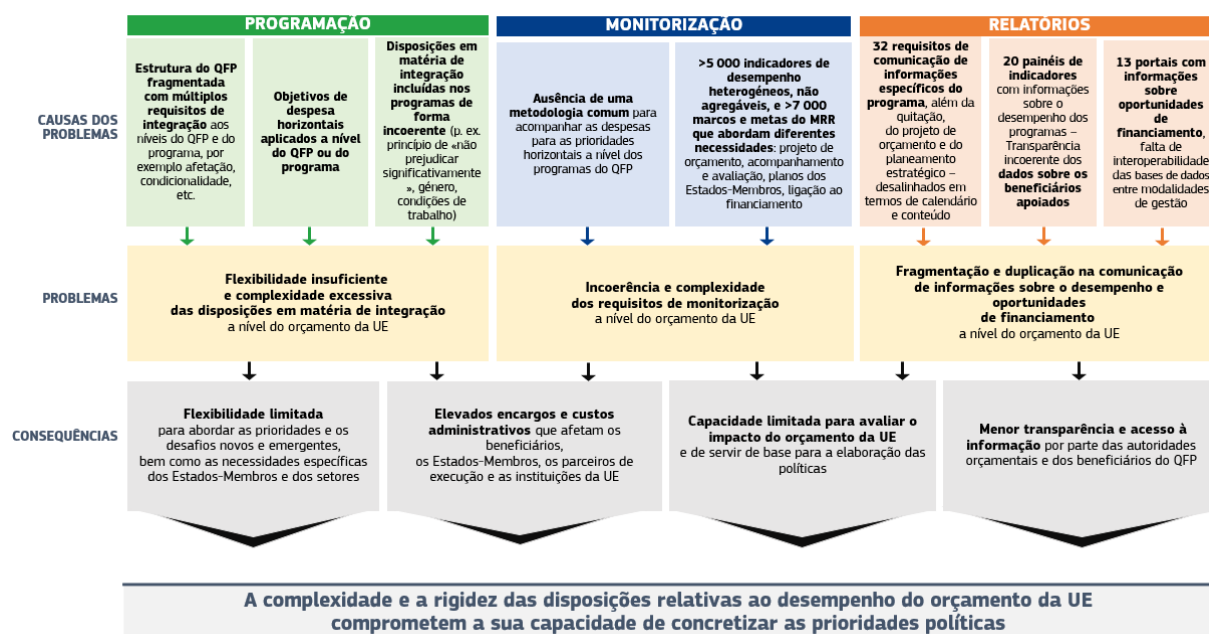 PROGRAMAÇÃO
MONITORIZAÇÃO
RELATÓRIOS
CAUSAS DOS
PROBLEMAS
Estrutura do QFP
fragmentada
com múltiplos
requisitos de
integração aos
níveis do QFP e do
programa, por
exemplo afetação,
condicionalidade,
etc.
Objetivos de
despesa
horizontais
aplicados a nível
do QFP ou do
programa
Disposições em
matéria de
integração
incluídas nos
programas de
forma
incoerente (p. ex.
princípio de «não
prejudicar
significativamente
», género,
condições de
trabalho)
Ausência de uma
metodologia comum para
acompanhar as despesas
para as prioridades
horizontais a nível dos
programas do QFP
>5 000 indicadores de
desempenho
heterogéneos, não
agregáveis, e >7 000
marcos e metas do MRR
que abordam diferentes
necessidades: projeto de
orçamento, acompanhamento
e avaliação, planos dos
Estados-Membros, ligação ao
financiamento
32 requisitos de
comunicação de
informações
específicos do
programa, além da
quitação,
do projeto de
orçamento e do
planeamento
estratégico –
desalinhados em
termos de calendário
e conteúdo
20 painéis de
indicadores
com informações
sobre o
desempenho dos
programas –
Transparência
incoerente dos
dados sobre os
beneficiários
apoiados
13 portais com
informações
sobre
oportunidades
de
financiamento,
falta de
interoperabilidade
das bases de dados
entre modalidades
de gestão
PROBLEMAS
Flexibilidade insuficiente
e complexidade excessiva
das disposições em matéria de integração
a nível do orçamento da UE
Incoerência e complexidade
dos requisitos de monitorização
a nível do orçamento da UE
Fragmentação e duplicação na comunicação
de informações sobre o desempenho e
oportunidades
de financiamento
a nível do orçamento da UE
CONSEQUÊNCIAS
Flexibilidade limitada
para abordar as prioridades e os
desafios novos e emergentes,
bem como as necessidades específicas
dos Estados-Membros e dos setores
Elevados encargos e custos
administrativos que afetam os
beneficiários,
os Estados-Membros, os parceiros de
execução e as instituições da UE
Capacidade limitada para avaliar o
impacto do orçamento da UE
e de servir de base para a elaboração das
políticas
Menor transparência e acesso à
informação por parte das autoridades
orçamentais e dos beneficiários do QFP
A complexidade e a rigidez das disposições relativas ao desempenho do orçamento da UE
comprometem a sua capacidade de concretizar as prioridades políticas